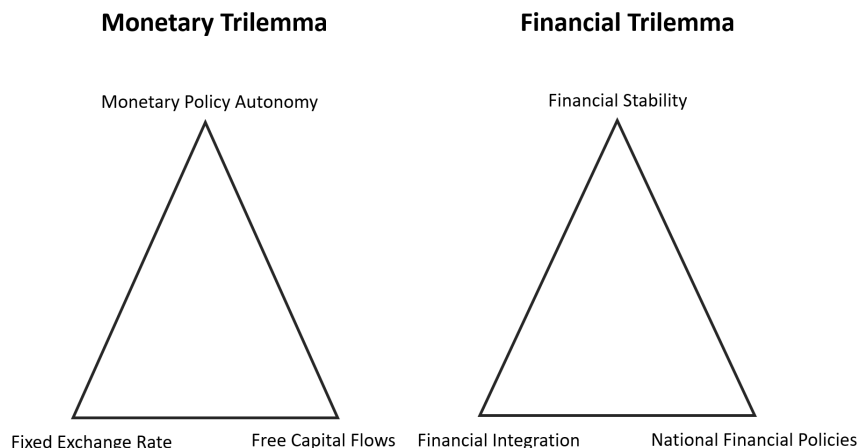 Monetary Trilemma
Financial Trilemma
Monetary Policy Autonomy
Financial Stability
Fixed Exchange Rate
Free Capital Flows
Financial Integration
National Financial Policies